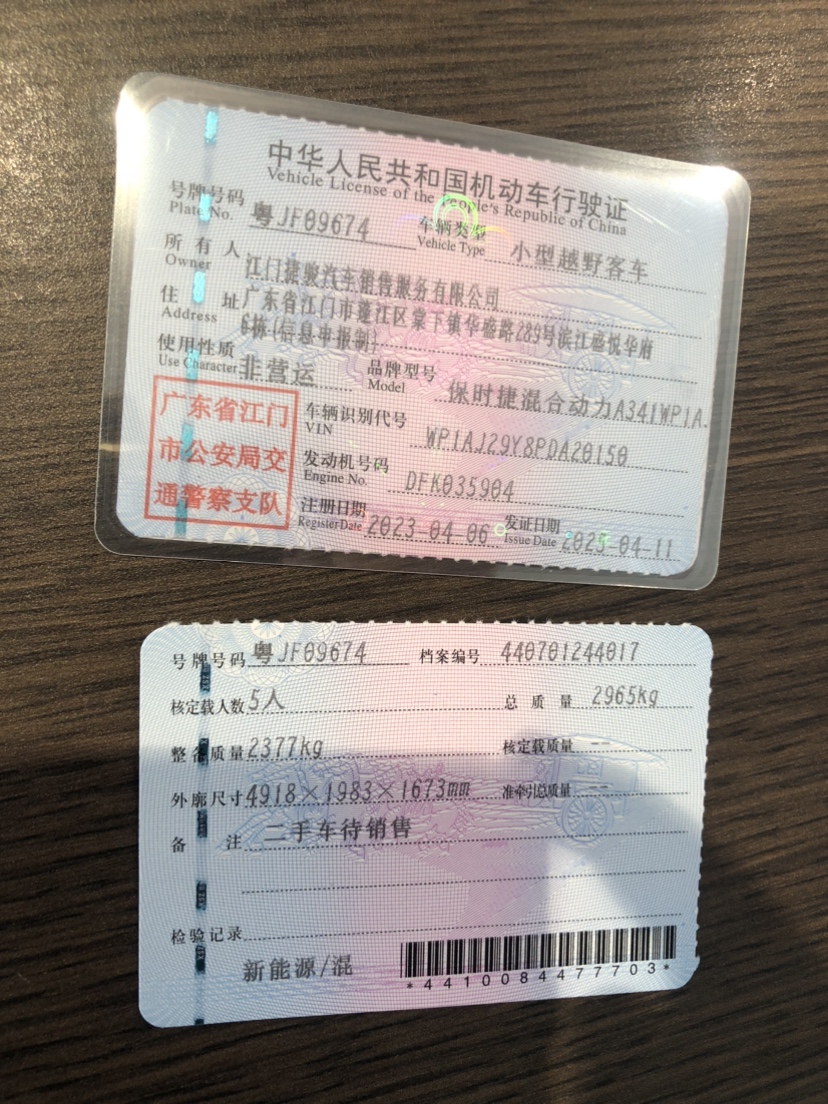 中华人民共和国机动车行驶证
Vehicle License of the People's Republic of China
号牌号码 粤JF09674 车辆类型 小型越野客车
Plate No. Vehicle Type
所有人 江门捷骏汽车销售服务有限公司
Owner
住址 广东省江门市蓬江区棠下镇华盛路289号滨江盛悦华府
Address 6栋(信息申报制)
使用性质 非营运 品牌型号 保时捷混合动力A341WP1A.
Use Character Model
广东省江门
市公安局交
通警察支队
车辆识别代号 WP1AJ29Y8PDA20150
VIN
发动机号码 DFK035904
Engine No.
注册日期 2023-04-06 发证日期 2023-04-11
Register Date Issue Date
号牌号码 粤JF09674 档案编号 440701244017
核定载人数 5人 总质量 2965kg
整备质量 2377kg 核定载质量 --
外廓尺寸 4918×1983×1673mm 准牵引总质量 --
备注 二手车待销售
检验记录
新能源/混
*4410084477703*